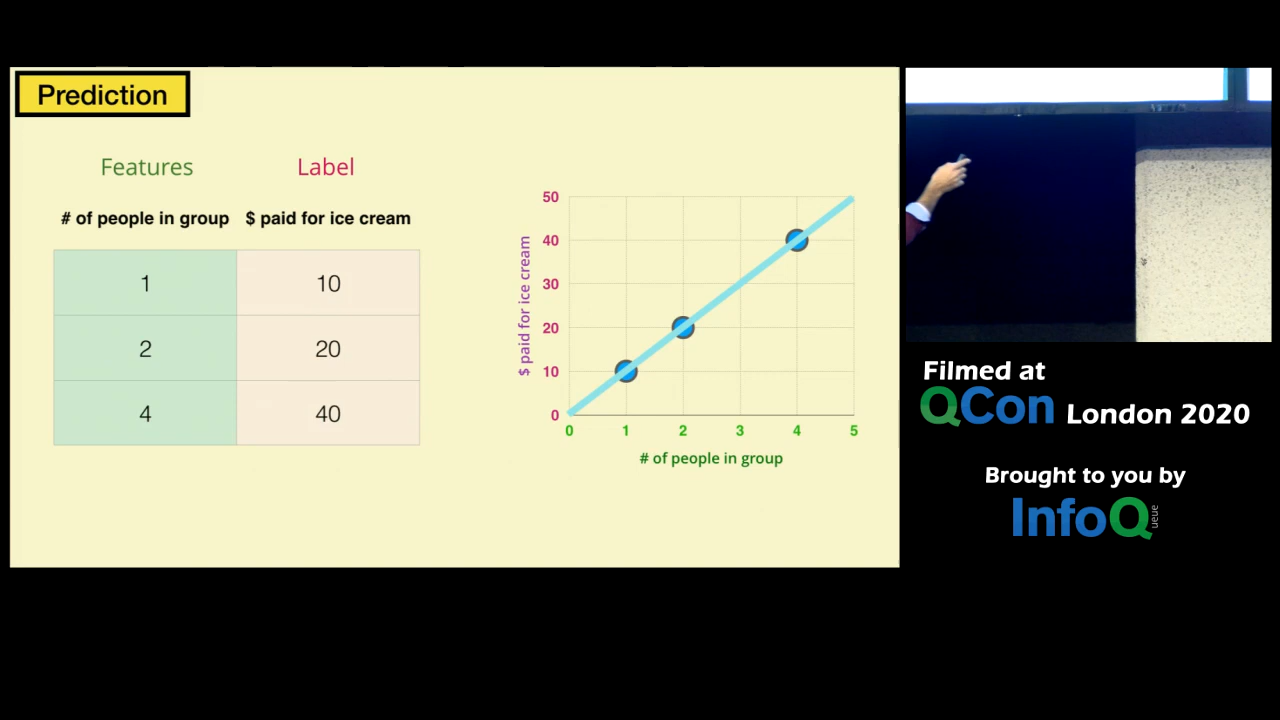 Prediction
Features Label
# of people in group $ paid for ice cream
1 10
2 20
4 40
50
40
30
20
10
0
$ paid for ice cream
0 1 2 3 4 5
# of people in group
Filmed at
QCon London 2020
Brought to you by
InfoQueue